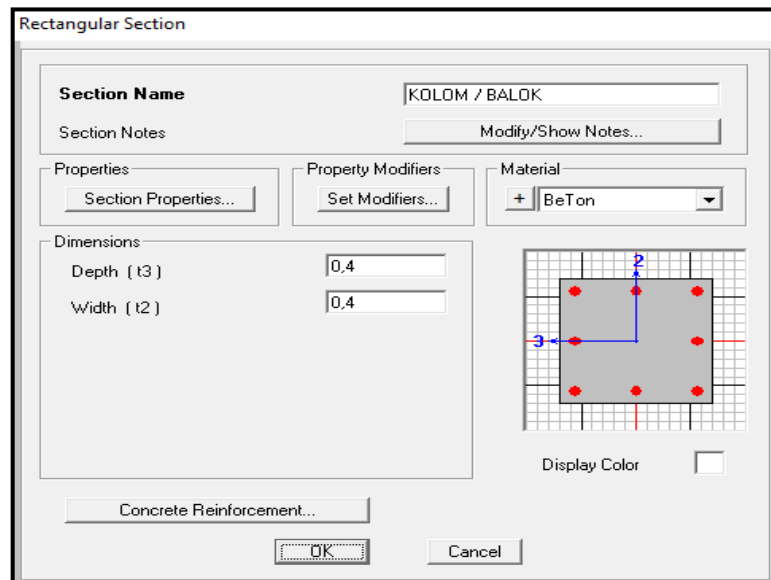 Rectangular Section
Section Name
KOLOM / BALOK
Section Notes
Modify/Show Notes...
Properties
Section Properties...
Property Modifiers
Set Modifiers...
Material
+
BeTon
Dimensions
Depth ( t3 )
0,4
Width ( t2 )
0,4
2
3
Display Color
Concrete Reinforcement...
OK
Cancel